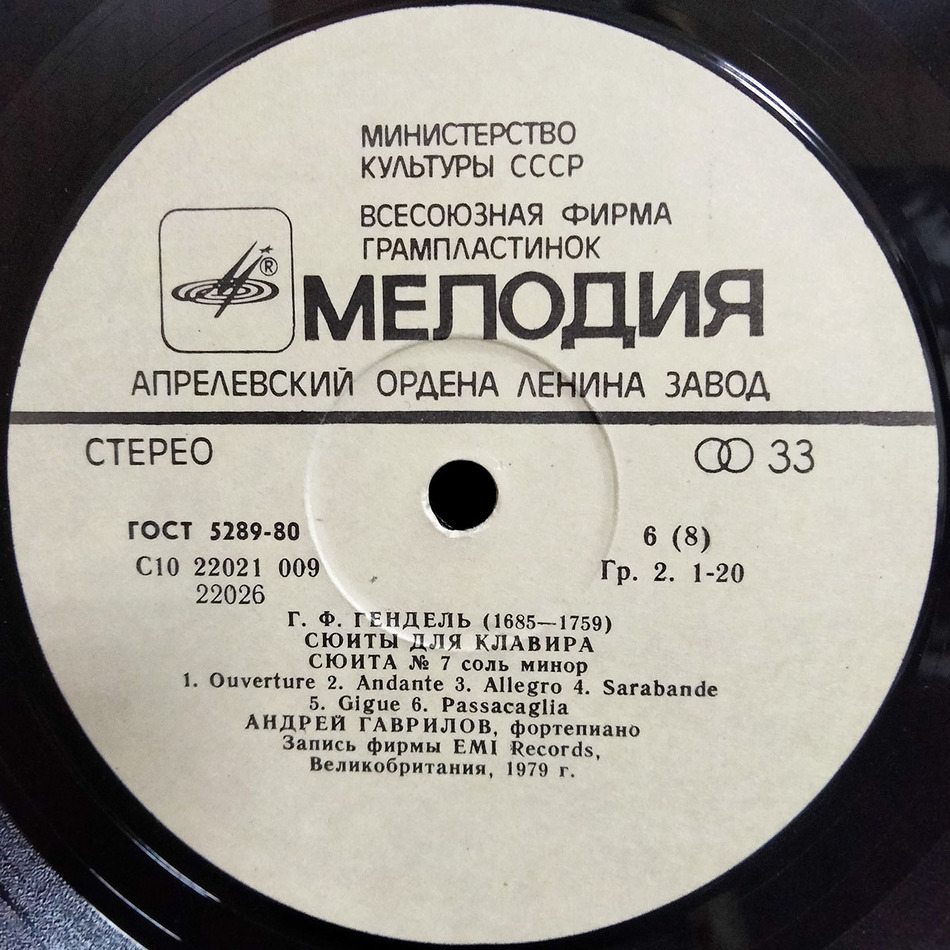 МИНИСТЕРСТВО
КУЛЬТУРЫ СССР
ВСЕСОЮЗНАЯ ФИРМА
ГРАМПЛАСТИНОК
®
МЕЛОДИЯ
АПРЕЛЕВСКИЙ ОРДЕНА ЛЕНИНА ЗАВОД
СТЕРЕО
33
ГОСТ 5289-80
6 (8)
С10 22021 009
Гр. 2. 1-20
22026
Г. Ф. ГЕНДЕЛЬ (1685—1759)
СЮИТЫ ДЛЯ КЛАВИРА
СЮИТА № 7 соль минор
1. Ouverture 2. Andante 3. Allegro 4. Sarabande
5. Gigue 6. Passacaglia
АНДРЕЙ ГАВРИЛОВ, фортепиано
Запись фирмы EMI Records,
Великобритания, 1979 г.